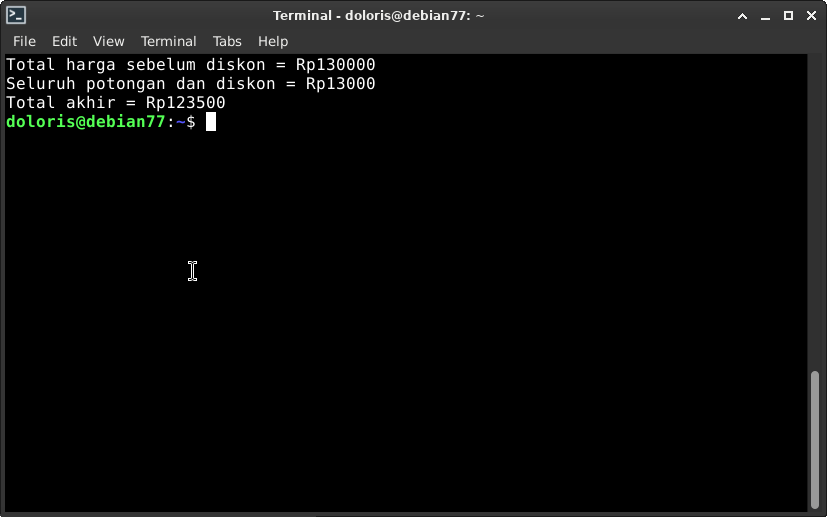 Terminal - doloris@debian77: ~
File Edit View Terminal Tabs Help
Total harga sebelum diskon = Rp130000
Seluruh potongan dan diskon = Rp13000
Total akhir = Rp123500
doloris@debian77:~$